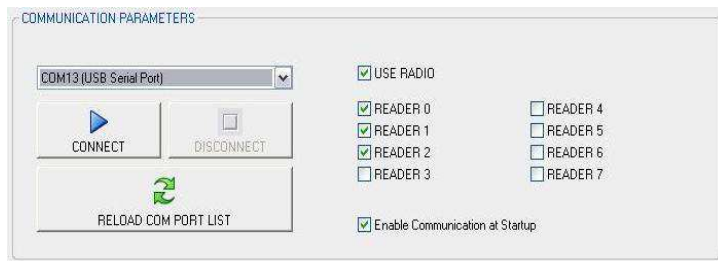 COMMUNICATION PARAMETERS
COM13 (USB Serial Port)
USE RADIO
CONNECT
DISCONNECT
RELOAD COM PORT LIST
READER 0
READER 1
READER 2
READER 3
READER 4
READER 5
READER 6
READER 7
Enable Communication at Startup